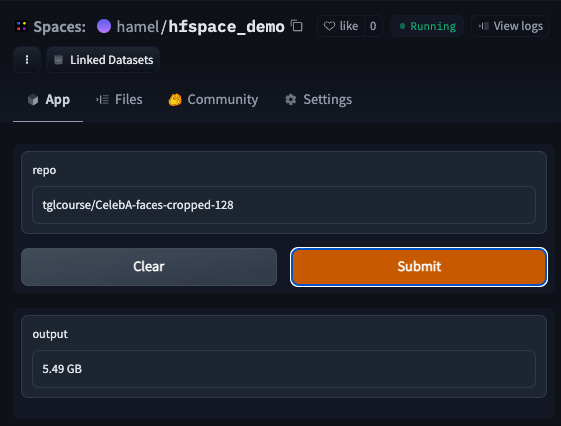 Spaces: hamel/hfspace_demo like 0 Running View logs
Linked Datasets
App Files Community Settings
repo
tglcourse/CelebA-faces-cropped-128
Clear Submit
output
5.49 GB